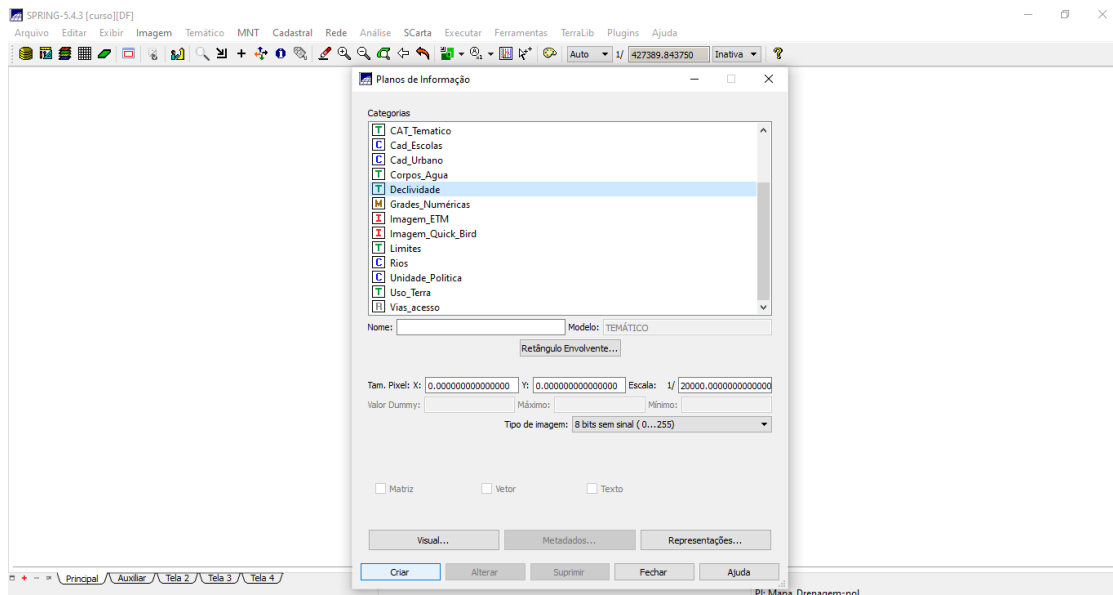 SPRING-5.4.3 [curso][DF]
Arquivo Editar Exibir Imagem Temático MNT Cadastral Rede Análise SCarta Executar Ferramentas TerraLib Plugins Ajuda
Auto 1/ 427389.843750 Inativa
Planos de Informação
Categorias
T CAT_Tematico
C Cad_Escolas
C Cad_Urbano
T Corpos_Agua
T Declividade
M Grades_Numéricas
I Imagem_ETM
I Imagem_Quick_Bird
T Limites
C Rios
C Unidade_Politica
T Uso_Terra
Vias_acesso
Nome: Modelo: TEMÁTICO
Retângulo Envolvente...
Tam. Pixel: X: 0.000000000000000 Y: 0.000000000000000 Escala: 1/ 20000.0000000000000
Valor Dummy: Máximo: Mínimo:
Tipo de imagem: 8 bits sem sinal ( 0...255)
Matriz Vetor Texto
Visual... Metadados... Representações...
Criar Alterar Suprimir Fechar Ajuda
Principal Auxiliar Tela 2 Tela 3 Tela 4
PI: Mapa_Drenagem-pol